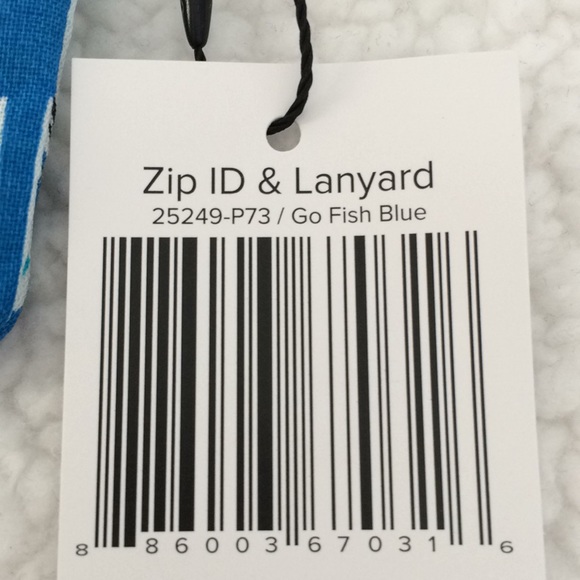 Zip ID & Lanyard
25249-P73 / Go Fish Blue
8 86003 67031 6